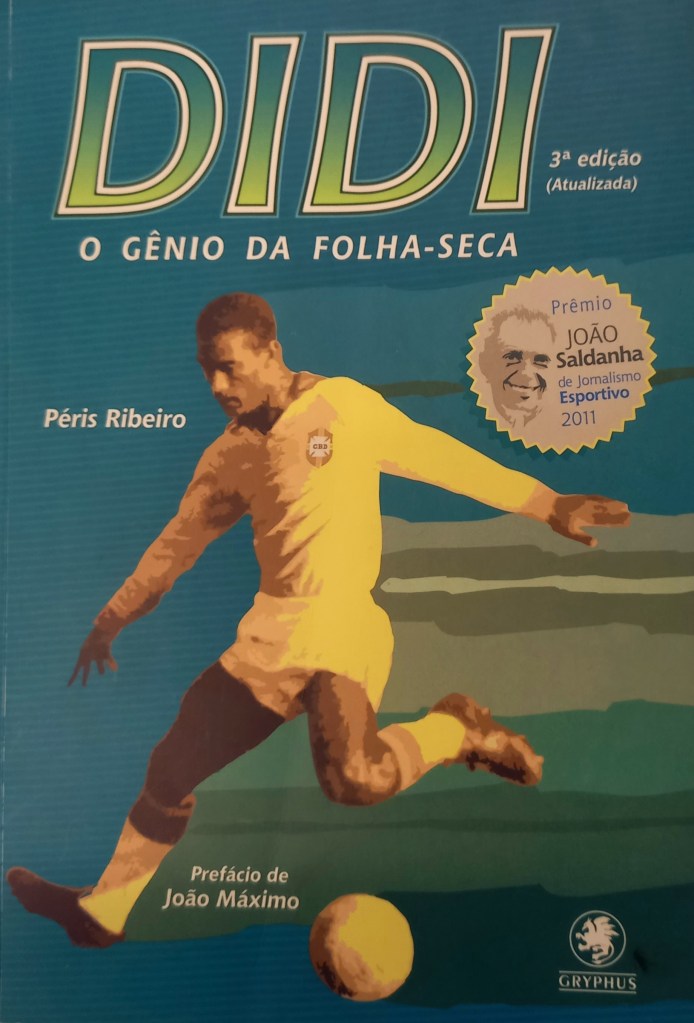 DIDI
3ª edição
(Atualizada)
O GÊNIO DA FOLHA-SECA
Prêmio
JOÃO
Saldanha
de Jornalismo
Esportivo
2011
Péris Ribeiro
CBD
Prefácio de
João Máximo
GRYPHUS